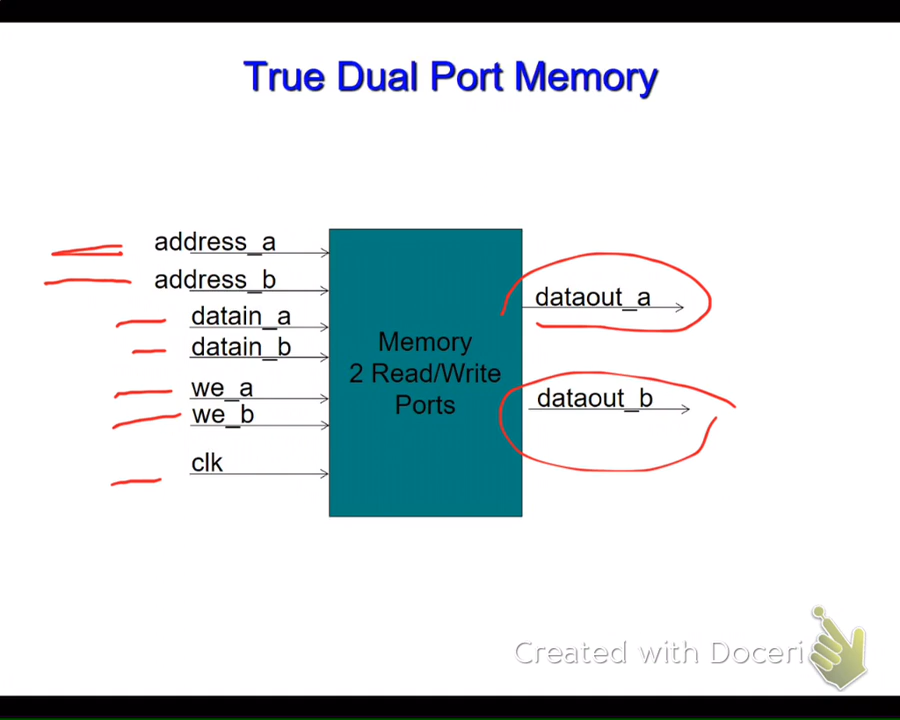 True Dual Port Memory
address_a
address_b
datain_a
datain_b
we_a
we_b
clk
Memory
2 Read/Write
Ports
dataout_a
dataout_b
Created with Doceri